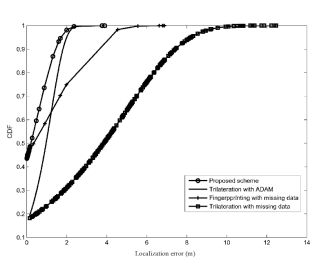 1
0.9
0.8
0.7
0.6
0.5
0.4
0.3
0.2
0.1
CDF
Proposed scheme
Trilateration with ADAM
Fingerpprinting with missing data
Trilateration with missing data
0 2 4 6 8 10 12 14
Localization error (m)